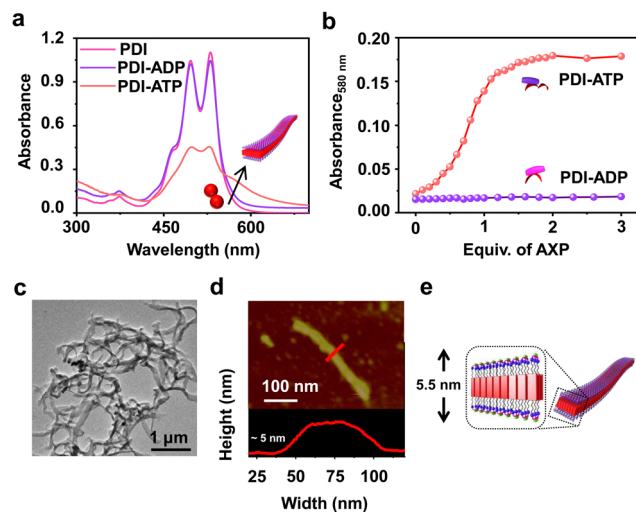 a
PDI
PDI-ADP
PDI-ATP
Absorbance
1.2
0.9
0.6
0.3
0.0
300
450
600
Wavelength (nm)
b
Absorbance580 nm
0.20
0.15
0.10
0.05
0.00
PDI-ATP
PDI-ADP
0
1
2
3
Equiv. of AXP
c
1 µm
d
100 nm
Height (nm)
~ 5 nm
25
50
75
100
Width (nm)
e
5.5 nm